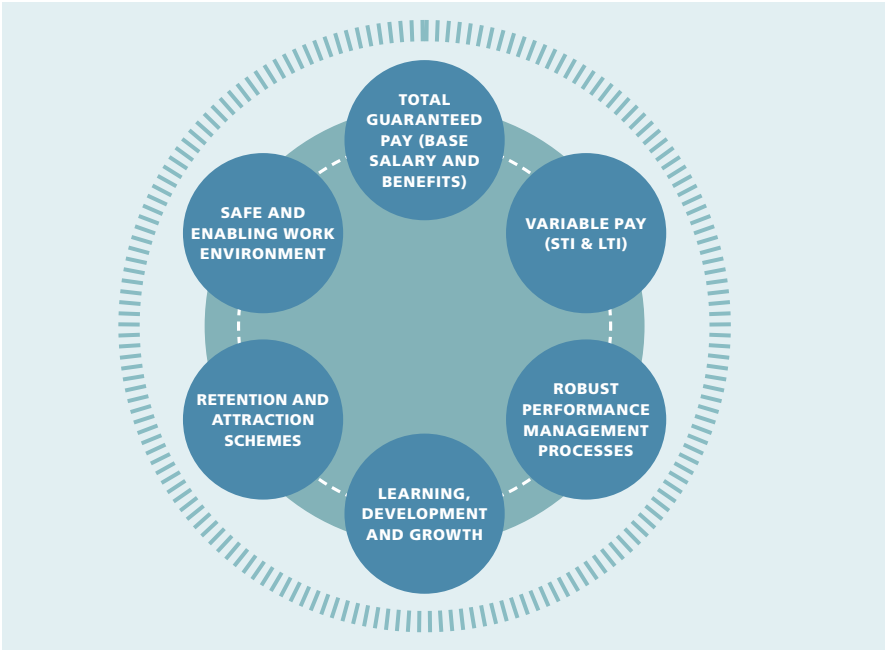 TOTAL
GUARANTEED
PAY (BASE
SALARY AND
BENEFITS)
VARIABLE PAY
(STI & LTI)
ROBUST
PERFORMANCE
MANAGEMENT
PROCESSES
LEARNING,
DEVELOPMENT
AND GROWTH
RETENTION AND
ATTRACTION
SCHEMES
SAFE AND
ENABLING WORK
ENVIRONMENT